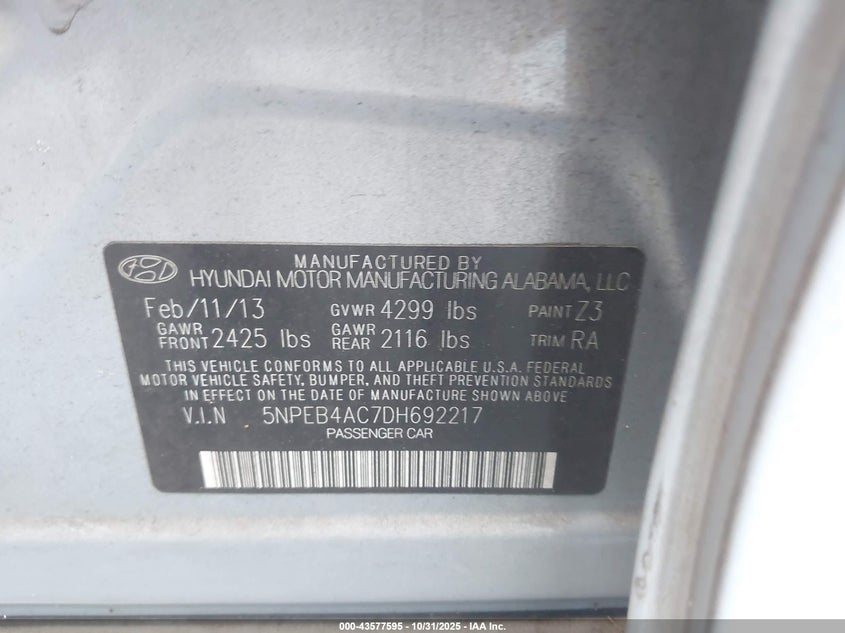 MANUFACTURED BY
HYUNDAI MOTOR MANUFACTURING ALABAMA, LLC
Feb/11/13 GVWR 4299 lbs PAINT Z3
GAWR FRONT 2425 lbs GAWR REAR 2116 lbs TRIM RA
THIS VEHICLE CONFORMS TO ALL APPLICABLE U.S.A. FEDERAL
MOTOR VEHICLE SAFETY, BUMPER, AND THEFT PREVENTION STANDARDS
IN EFFECT ON THE DATE OF MANUFACTURE SHOWN ABOVE
V.I.N 5NPEB4AC7DH692217
PASSENGER CAR
000-43577595 - 10/31/2025 - IAA Inc.